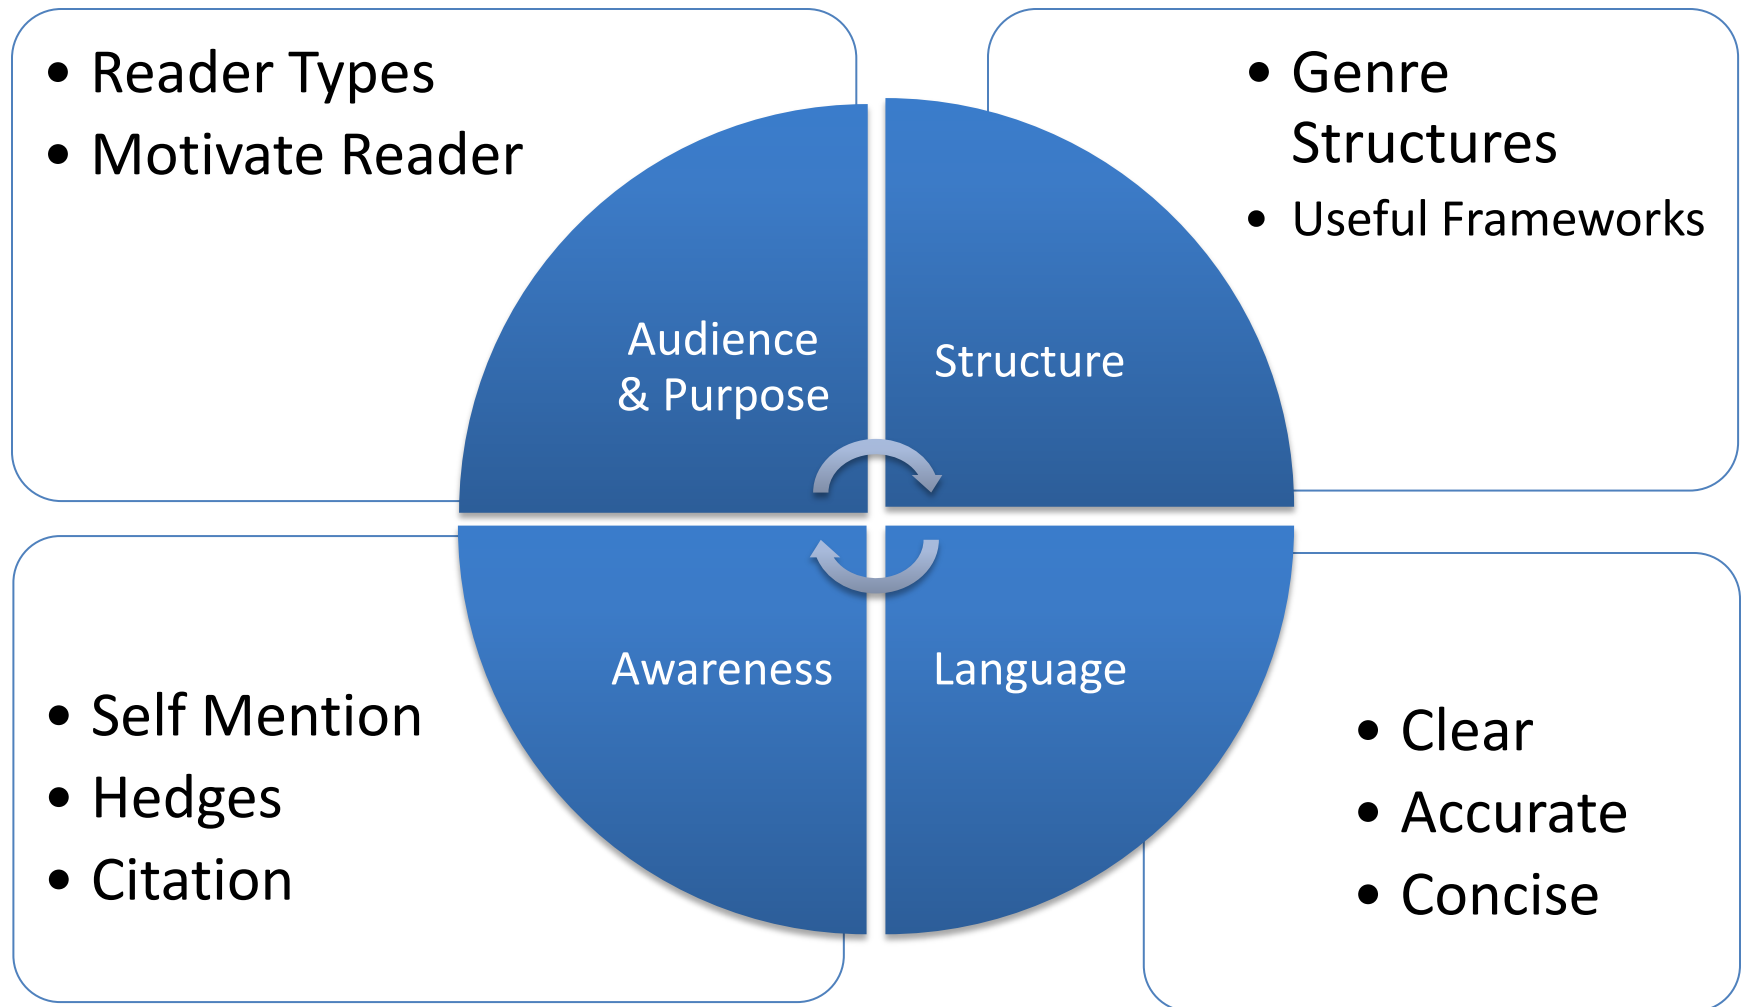 • Reader Types
• Motivate Reader
• Genre
Structures
• Useful Frameworks
Audience
& Purpose
Structure
Awareness
Language
• Self Mention
• Hedges
• Citation
• Clear
• Accurate
• Concise